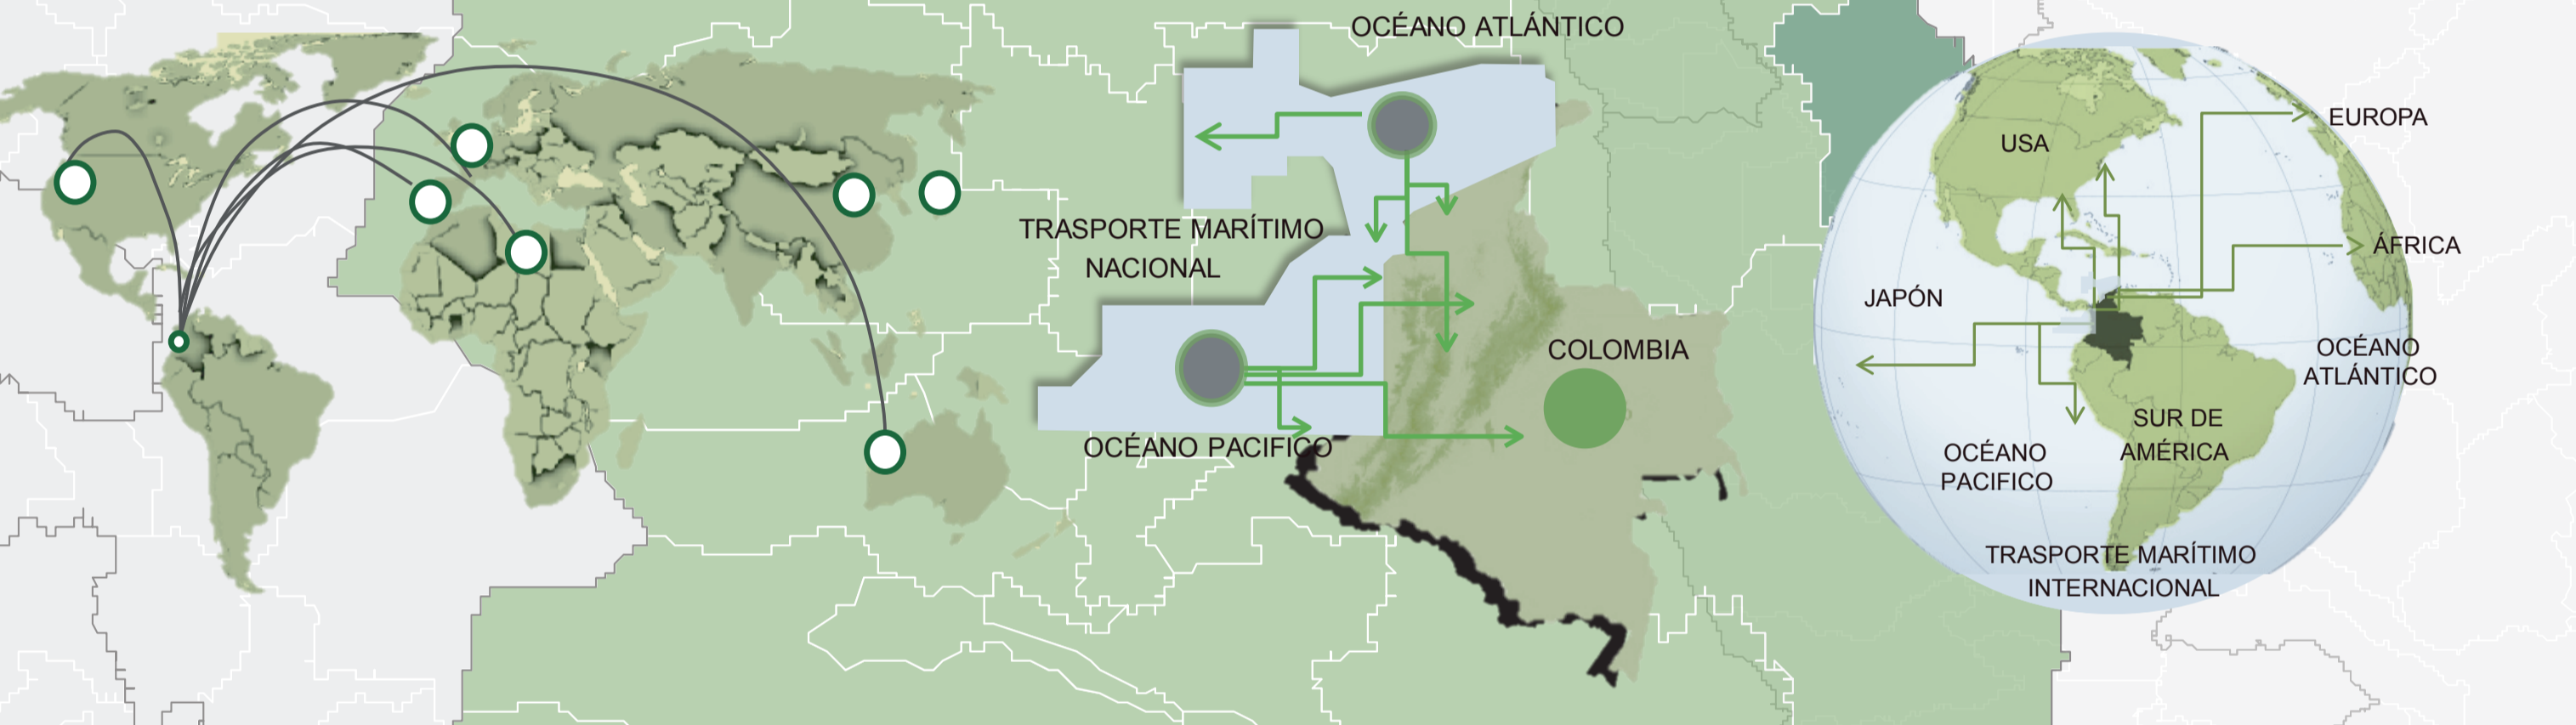 OCÉANO ATLÁNTICO
TRASPORTE MARÍTIMO
NACIONAL
COLOMBIA
OCÉANO PACIFICO
EUROPA
USA
ÁFRICA
JAPÓN
OCÉANO
ATLÁNTICO
SUR DE
AMÉRICA
OCÉANO
PACIFICO
TRASPORTE MARÍTIMO
INTERNACIONAL